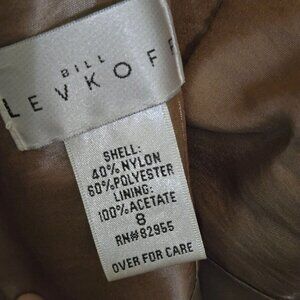 BILL
LEVKOFF
SHELL:
40% NYLON
60% POLYESTER
LINING:
100% ACETATE
8
RN#82955
OVER FOR CARE